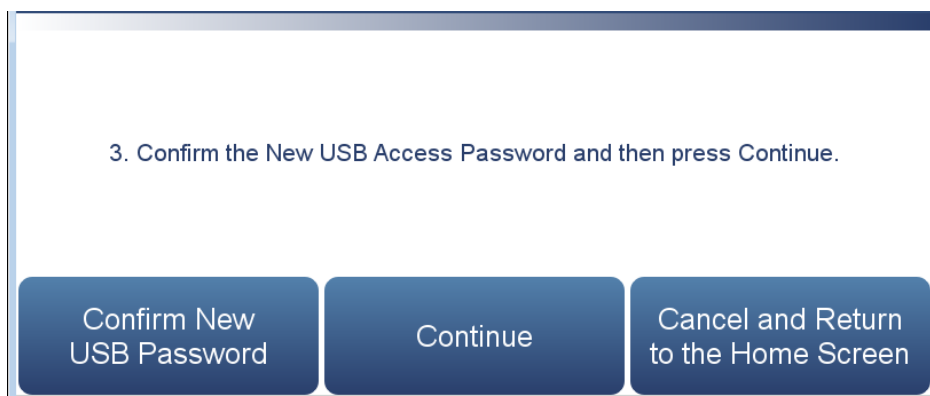 3. Confirm the New USB Access Password and then press Continue.
Confirm New
USB Password
Continue
Cancel and Return
to the Home Screen